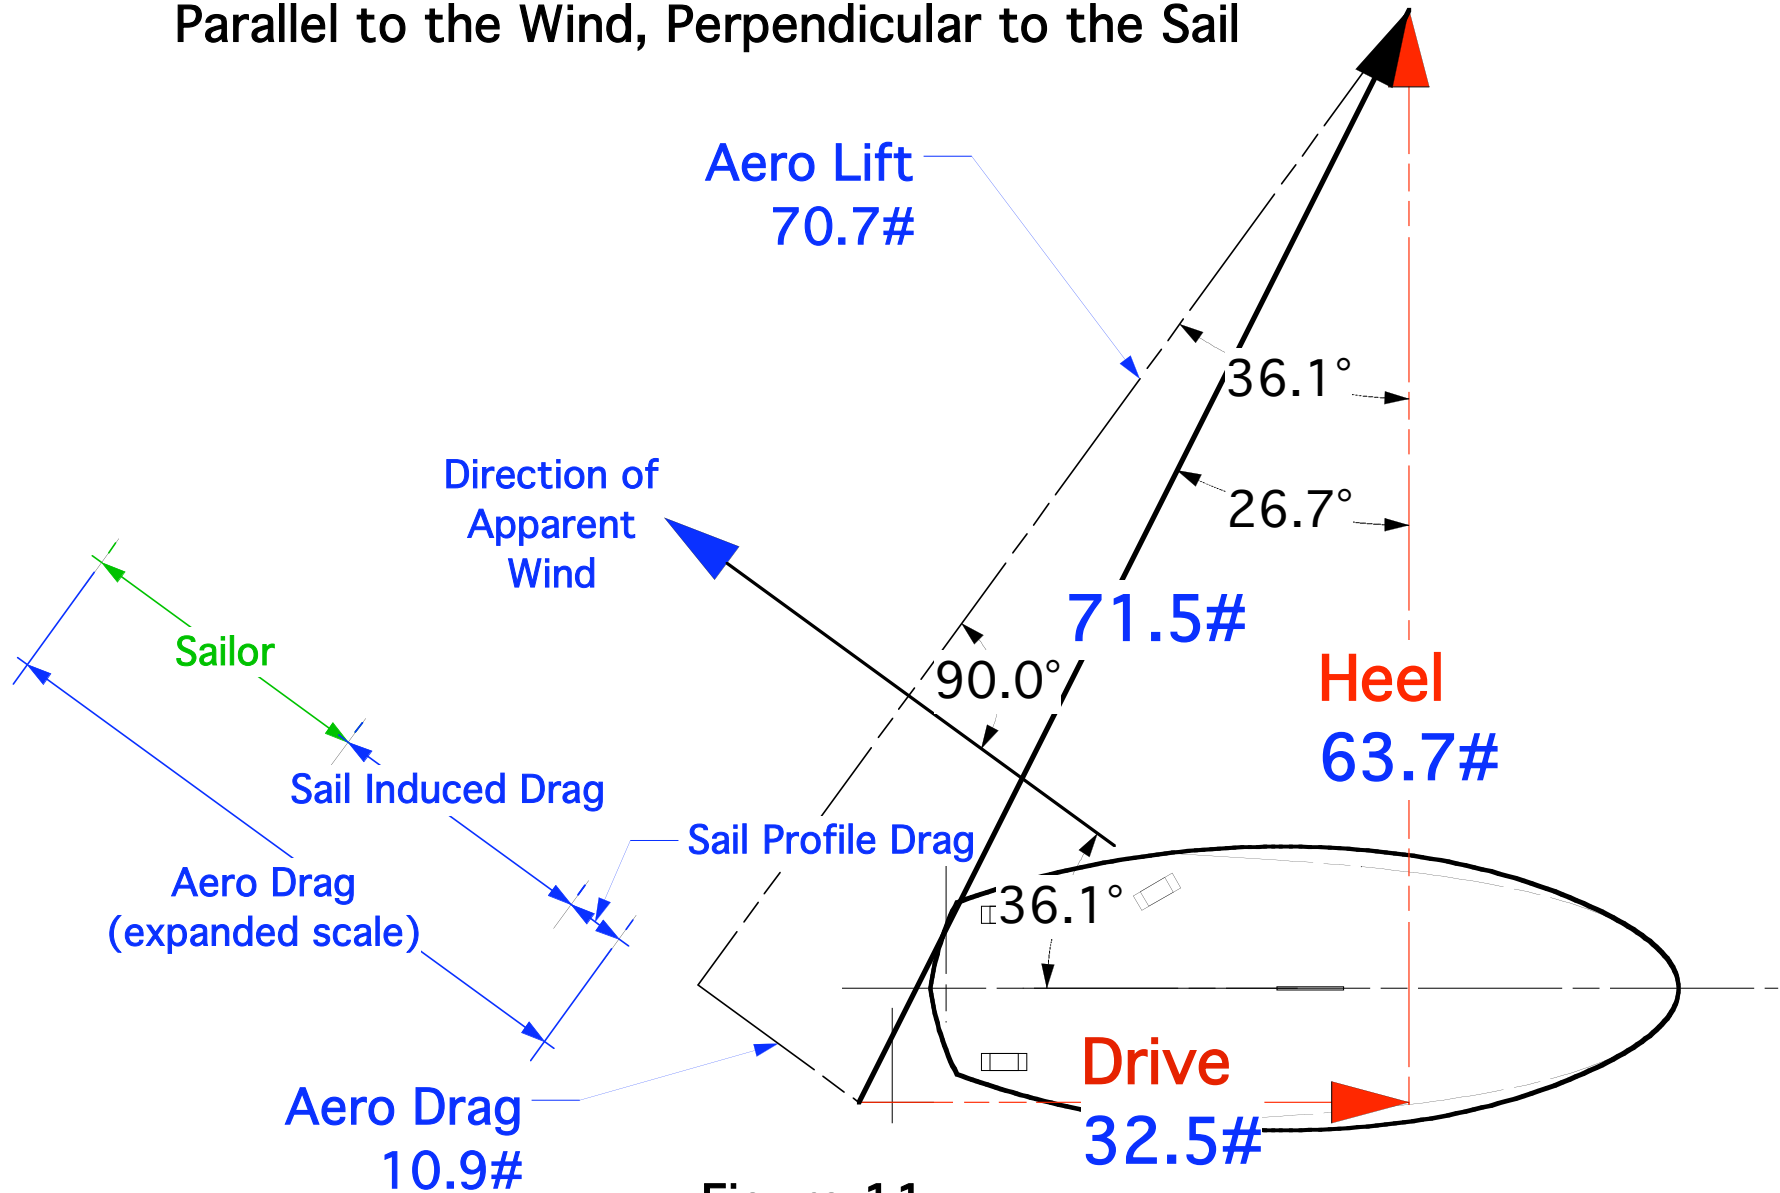 Parallel to the Wind, Perpendicular to the Sail
Aero Lift
70.7#
36.1°
26.7°
Direction of
Apparent
Wind
71.5#
90.0°
Heel
63.7#
Sailor
Sail Induced Drag
Sail Profile Drag
Aero Drag
(expanded scale)
36.1°
Drive
32.5#
Aero Drag
10.9#